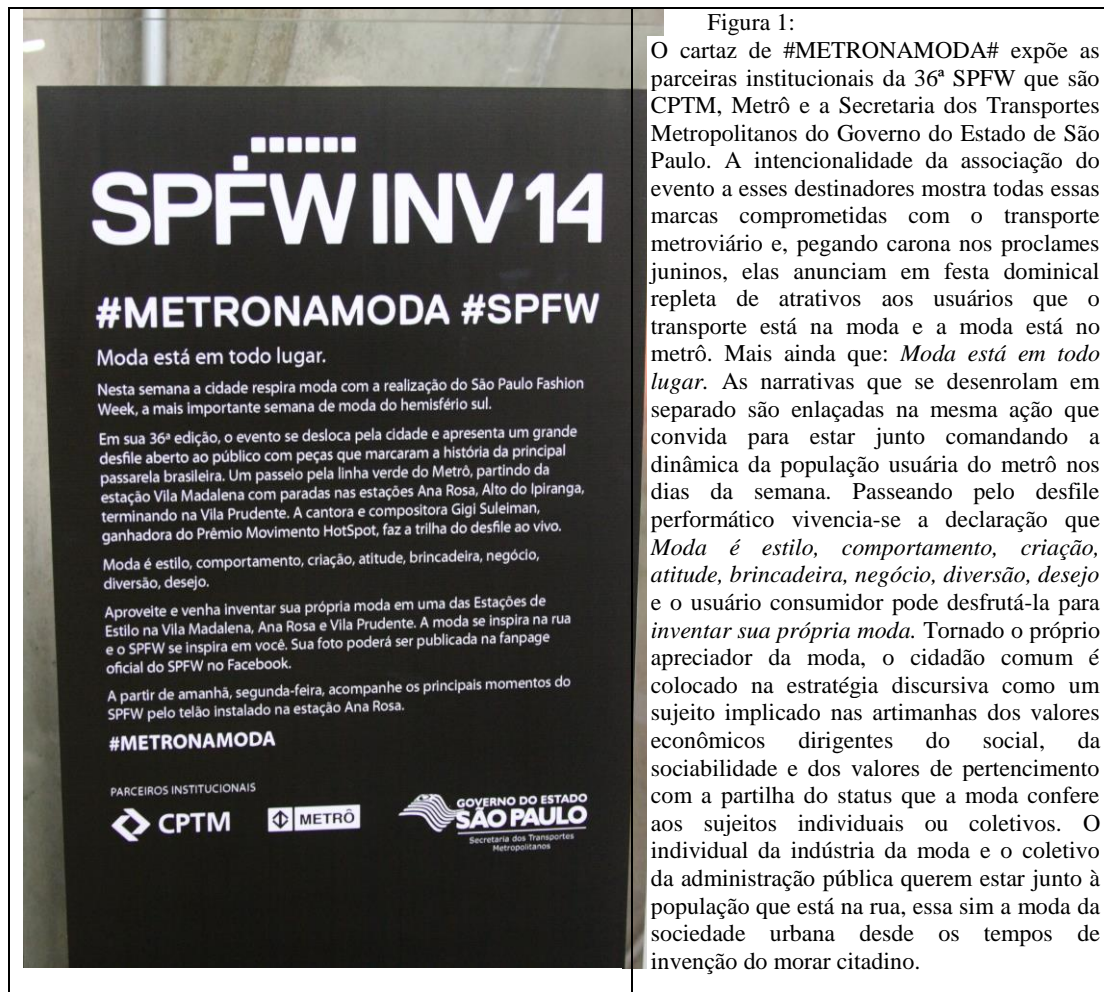 SPFW INV 14
#METRONAMODA #SPFW
Moda está em todo lugar.
Nesta semana a cidade respira moda com a realização do São Paulo Fashion
Week, a mais importante semana de moda do hemisfério sul.
Em sua 36ª edição, o evento se desloca pela cidade e apresenta um grande
desfile aberto ao público com peças que marcaram a história da principal
passarela brasileira. Um passeio pela linha verde do Metrô, partindo da
estação Vila Madalena com paradas nas estações Ana Rosa, Alto do Ipiranga,
terminando na Vila Prudente. A cantora e compositora Gigi Suleiman,
ganhadora do Prêmio Movimento HotSpot, faz a trilha do desfile ao vivo.
Moda é estilo, comportamento, criação, atitude, brincadeira, negócio,
diversão, desejo.
Aproveite e venha inventar sua própria moda em uma das Estações de
Estilo na Vila Madalena, Ana Rosa e Vila Prudente. A moda se inspira na rua
e o SPFW se inspira em você. Sua foto poderá ser publicada na fanpage
oficial do SPFW no Facebook.
A partir de amanhã, segunda-feira, acompanhe os principais momentos do
SPFW pelo telão instalado na estação Ana Rosa.
#METRONAMODA
PARCEIROS INSTITUCIONAIS
CPTM
METRÔ
GOVERNO DO ESTADO
SÃO PAULO
Secretaria dos Transportes
Metropolitanos
Figura 1:
O cartaz de #METRONAMODA# expõe as
parceiras institucionais da 36ª SPFW que são
CPTM, Metrô e a Secretaria dos Transportes
Metropolitanos do Governo do Estado de São
Paulo. A intencionalidade da associação do
evento a esses destinadores mostra todas essas
marcas comprometidas com o transporte
metroviário e, pegando carona nos proclames
juninos, elas anunciam em festa dominical
repleta de atrativos aos usuários que o
transporte está na moda e a moda está no
metrô. Mais ainda que: Moda está em todo
lugar. As narrativas que se desenrolam em
separado são enlaçadas na mesma ação que
convida para estar junto comandando a
dinâmica da população usuária do metrô nos
dias da semana. Passeando pelo desfile
performático vivencia-se a declaração que
Moda é estilo, comportamento, criação,
atitude, brincadeira, negócio, diversão, desejo
e o usuário consumidor pode desfrutá-la para
inventar sua própria moda. Tornado o próprio
apreciador da moda, o cidadão comum é
colocado na estratégia discursiva como um
sujeito implicado nas artimanhas dos valores
econômicos dirigentes do social, da
sociabilidade e dos valores de pertencimento
com a partilha do status que a moda confere
aos sujeitos individuais ou coletivos. O
individual da indústria da moda e o coletivo
da administração pública querem estar junto à
população que está na rua, essa sim a moda da
sociedade urbana desde os tempos de
invenção do morar citadino.